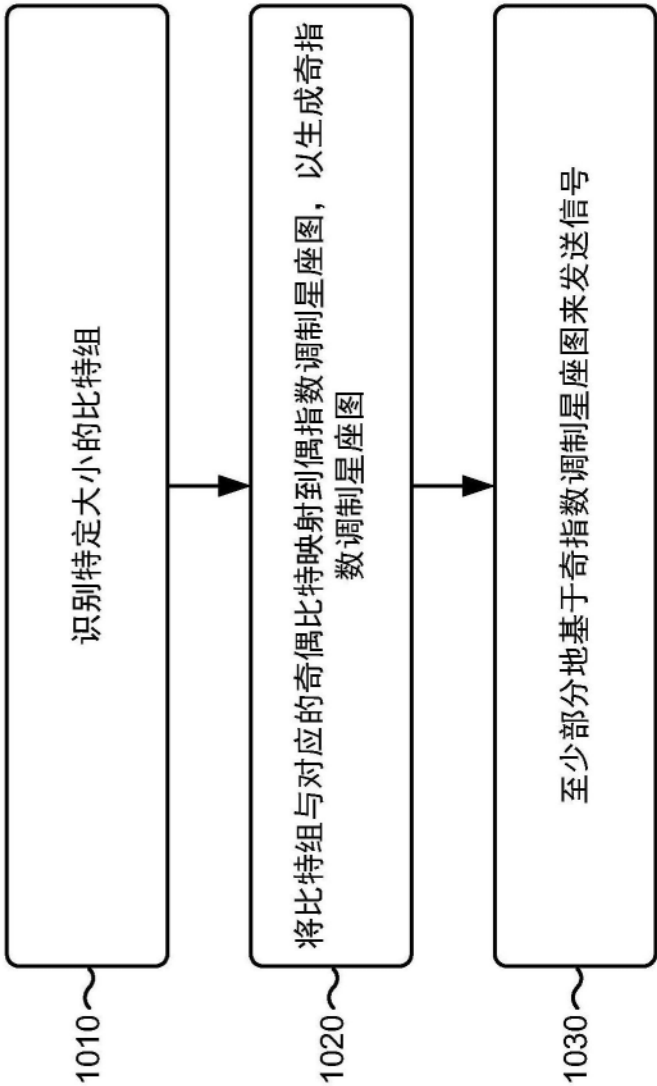 1010
识别特定大小的比特组
1020
将比特组与对应的奇偶比特映射到偶指数调制星座图，以生成奇指
数调制星座图
1030
至少部分地基于奇指数调制星座图来发送信号